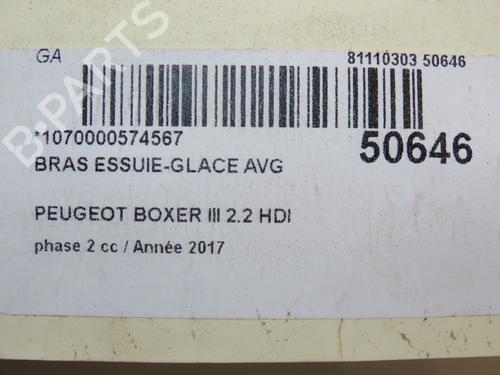 GA
81110303 50646
*1070000574567
50646
BRAS ESSUIE-GLACE AVG
PEUGEOT BOXER III 2.2 HDI
phase 2 cc / Année 2017
B-PARTS